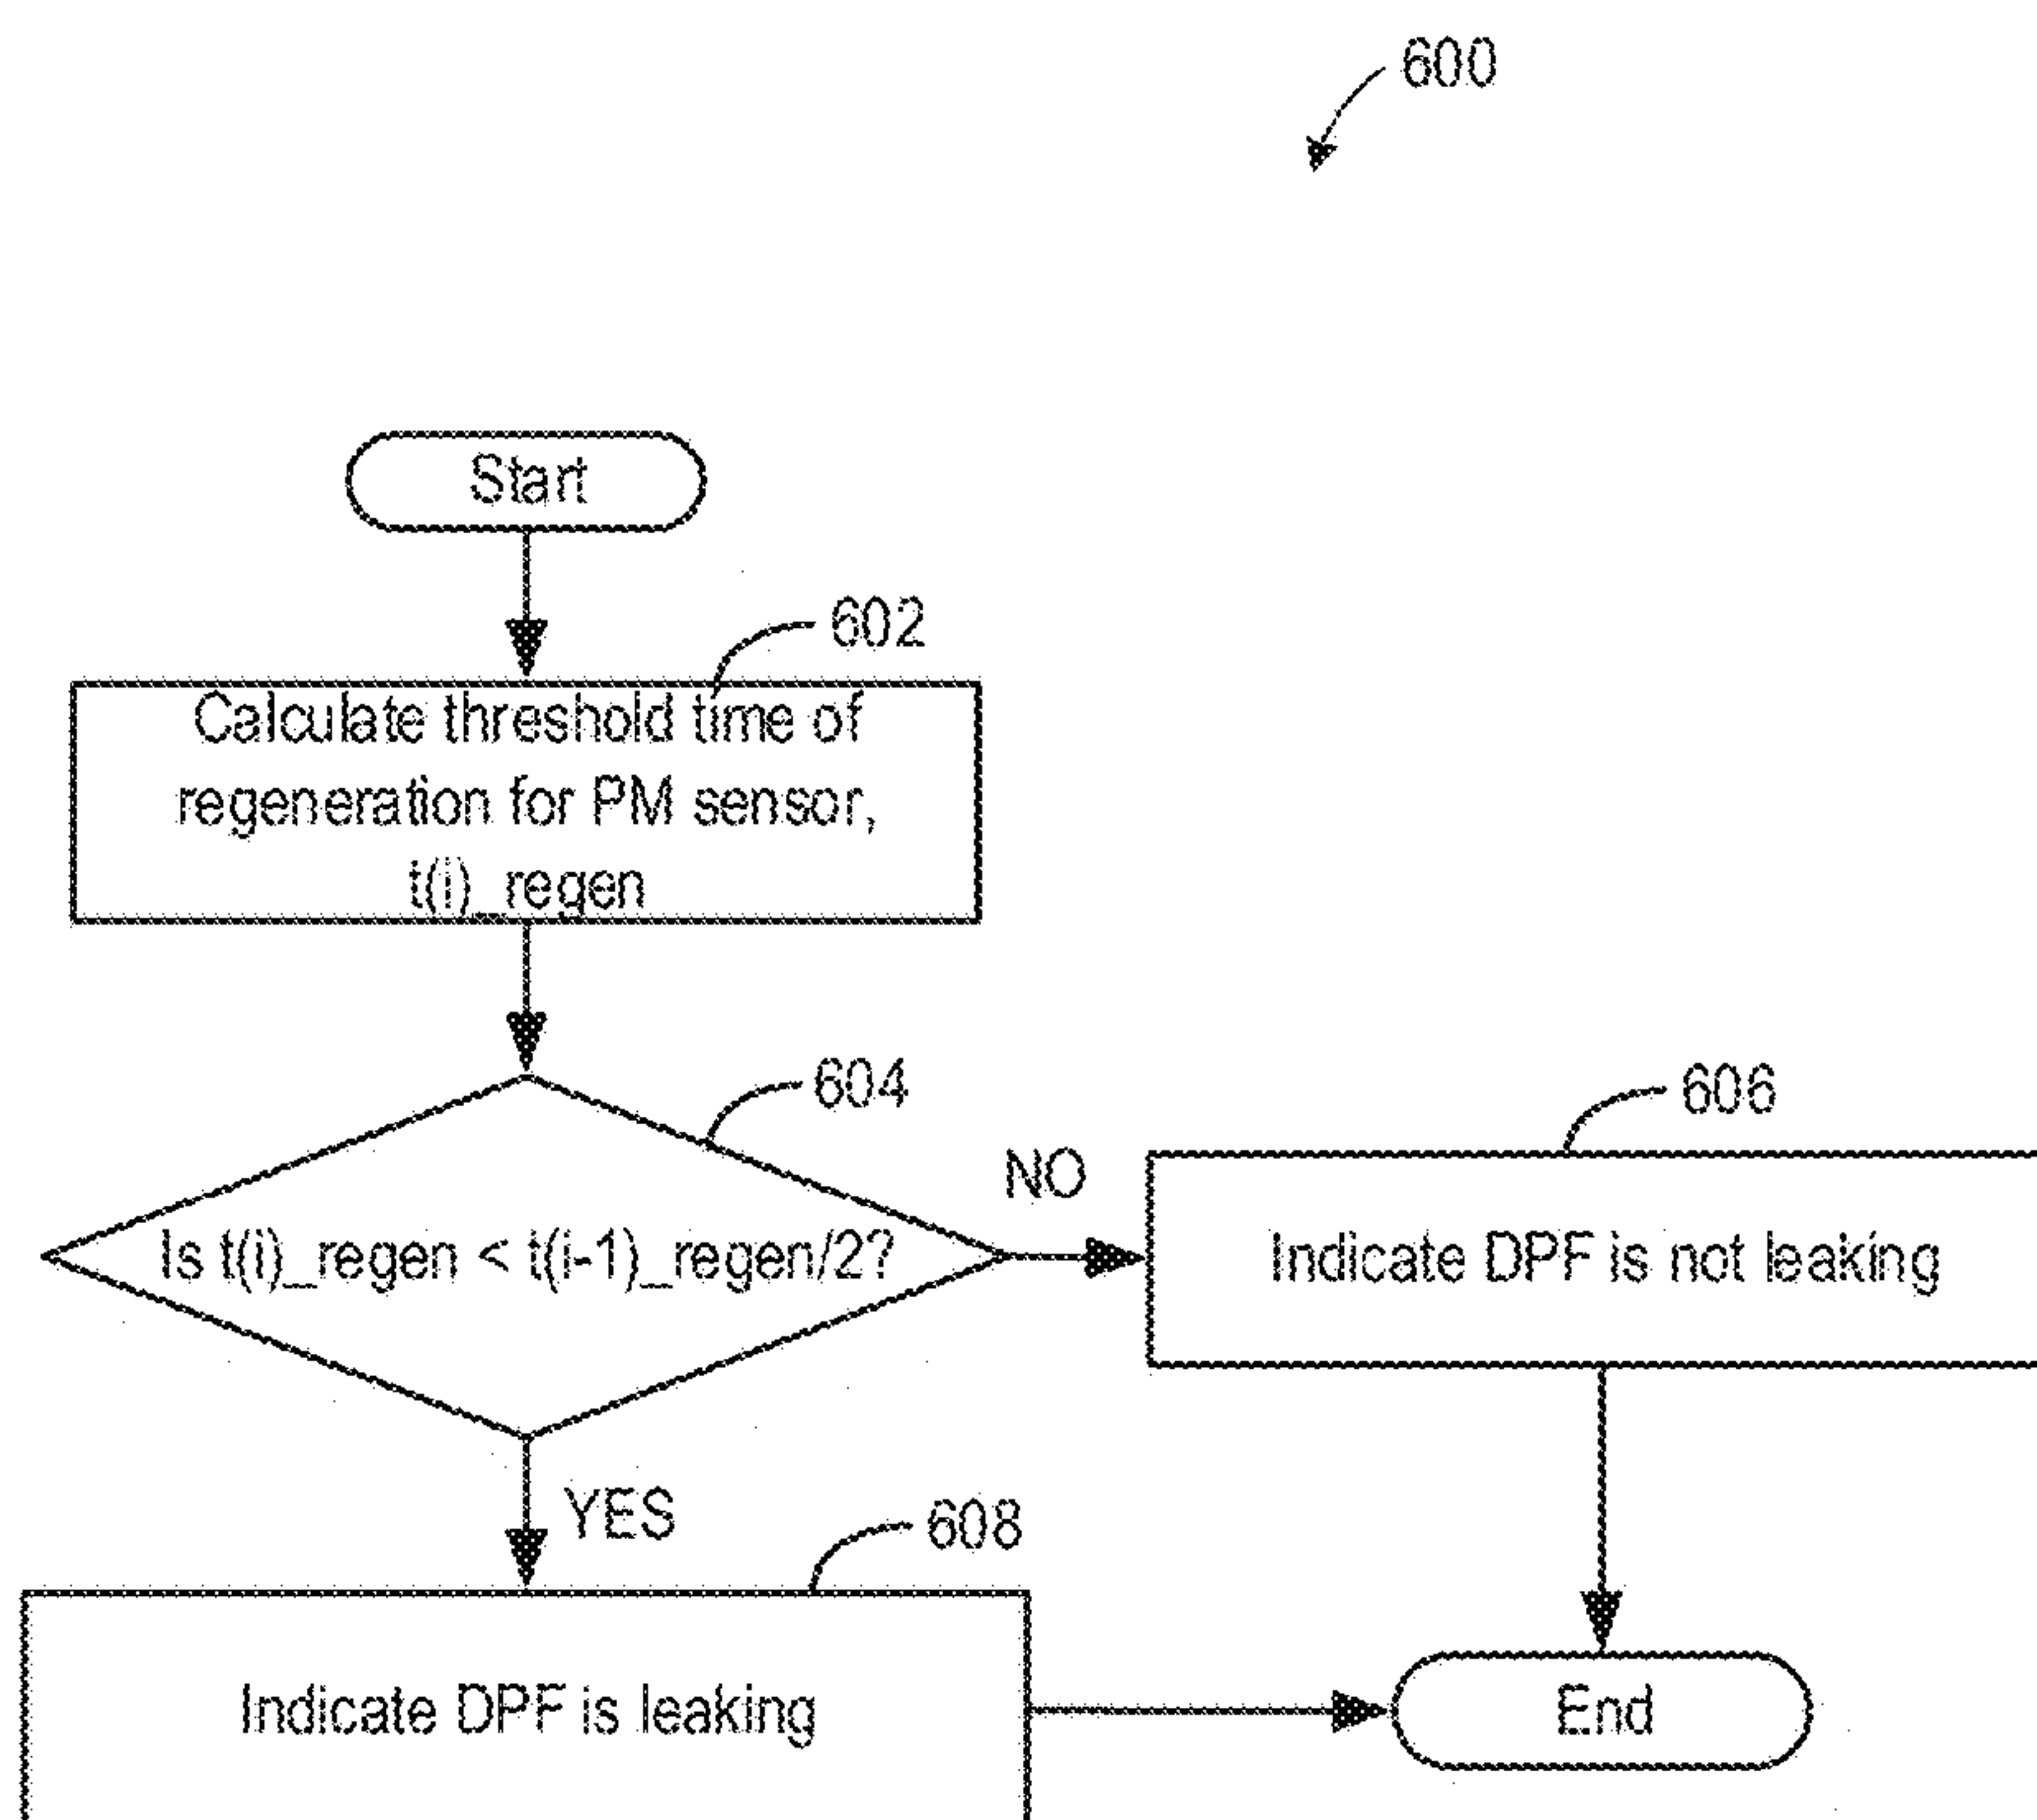 600
Start
602
Calculate threshold time of
regeneration for PM sensor,
t(i)_regen
604
Is t(i)_regen < t(i-1)_regen/2?
NO
606
Indicate DPF is not leaking
YES
608
Indicate DPF is leaking
End